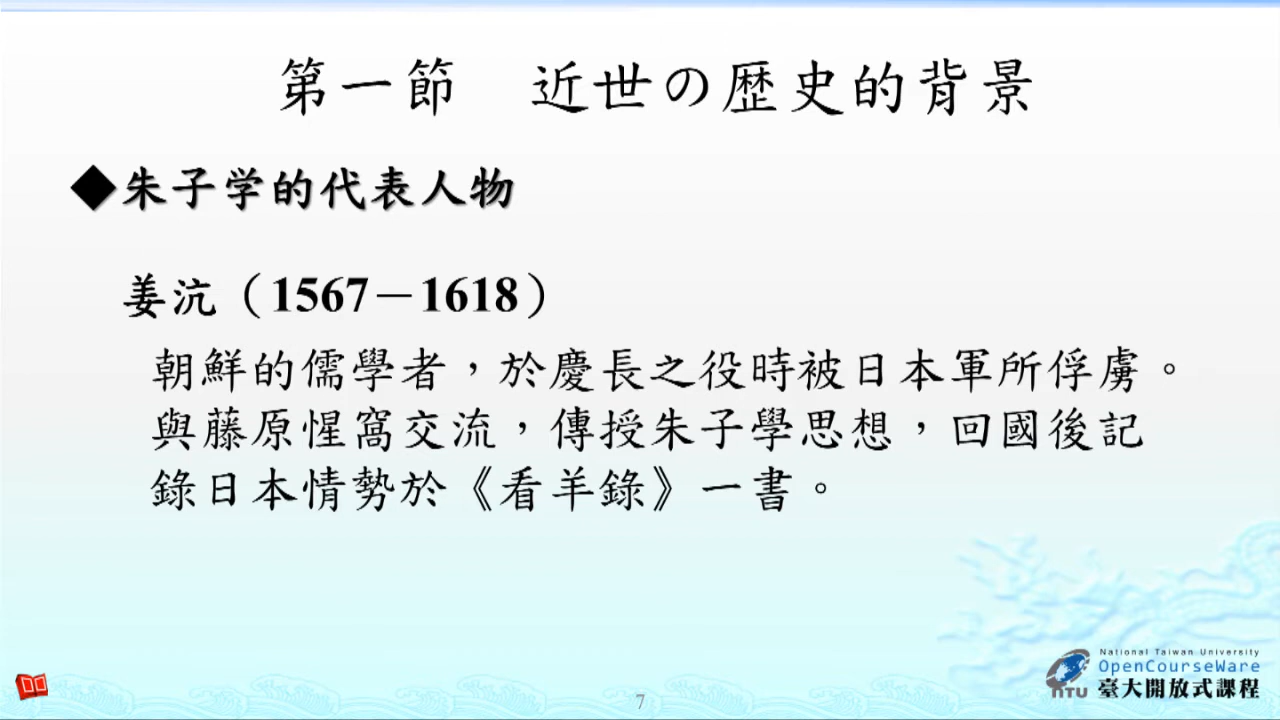 第一節 近世の歴史的背景
◆朱子学的代表人物
姜沆（1567－1618）
朝鮮的儒學者，於慶長之役時被日本軍所俘虜。
與藤原惺窩交流，傳授朱子學思想，回國後記
錄日本情勢於《看羊錄》一書。
National Taiwan University
OpenCourseWare
NTU 臺大開放式課程
7